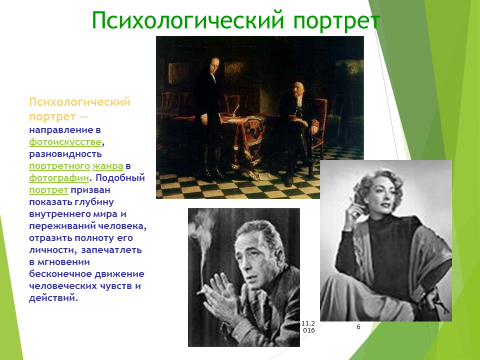 Психологический портрет
Психологический
портрет —
направление в
фотоискусстве,
разновидность
портретного жанра в
фотографии. Подобный
портрет призван
показать глубину
внутреннего мира и
переживаний человека,
отразить полноту его
личности, запечатлеть
в мгновении
бесконечное движение
человеческих чувств и
действий.
11.2
016
6